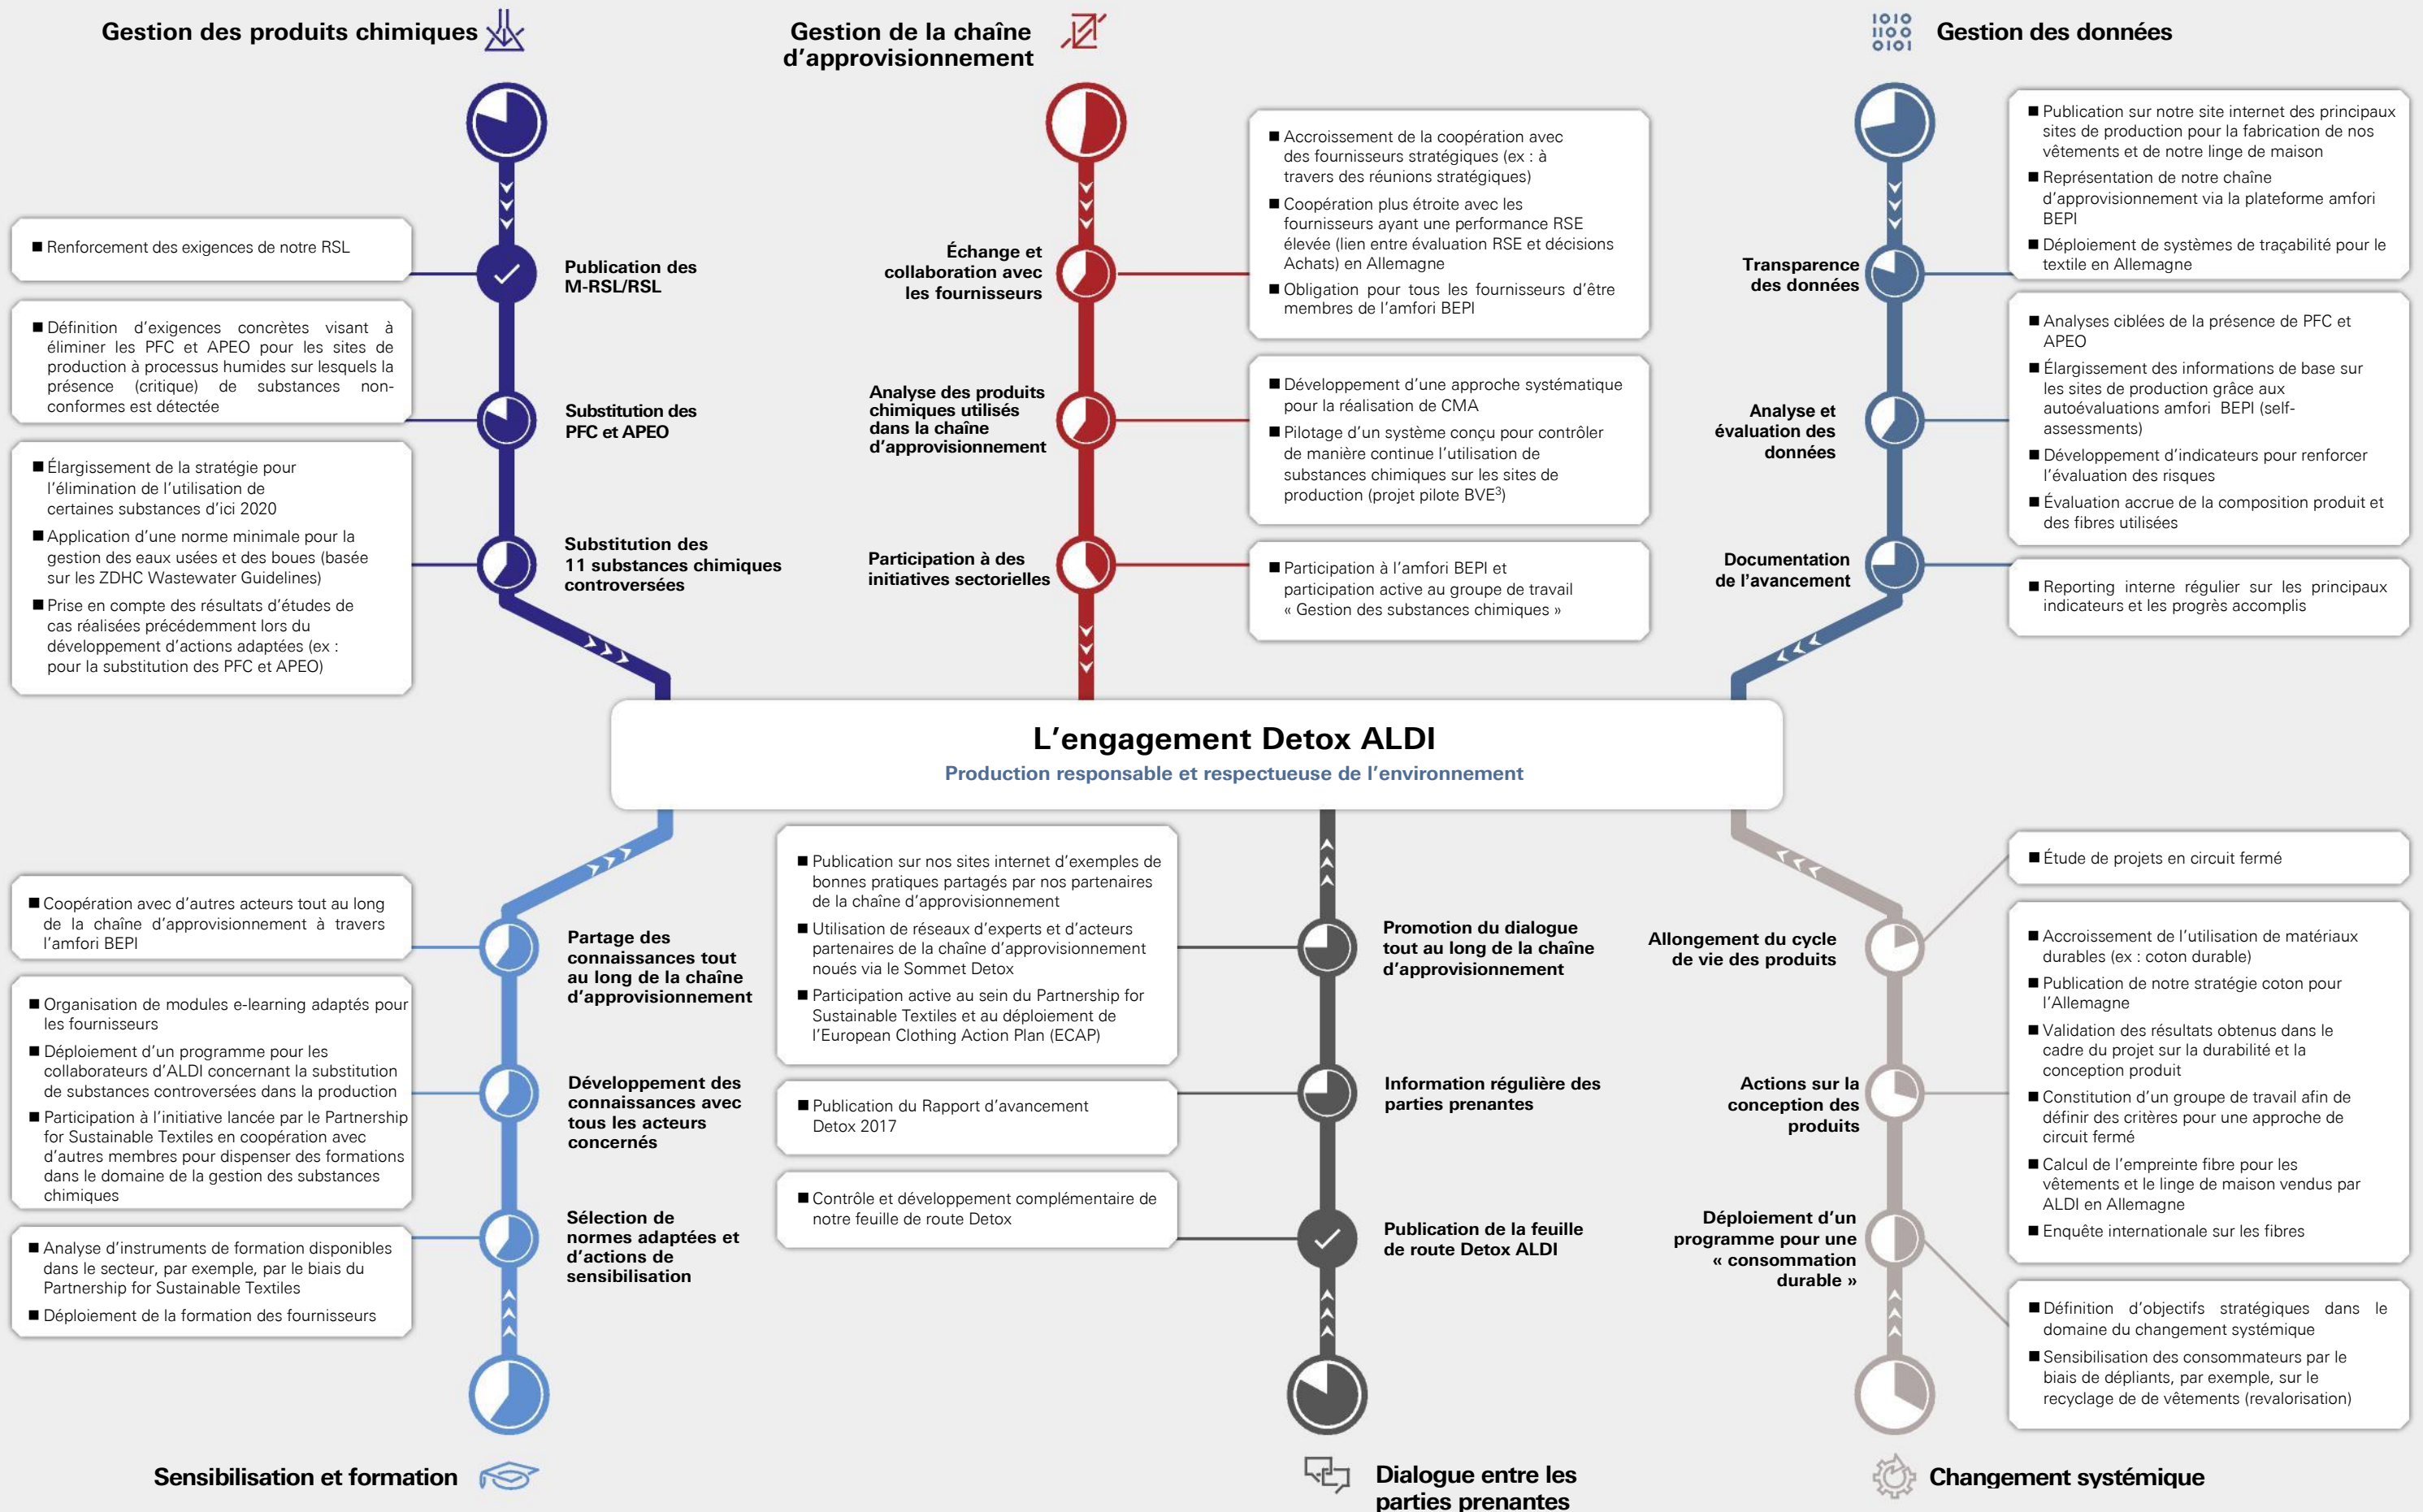 Gestion des produits chimiques
■ Renforcement des exigences de notre RSL
Publication des
M-RSL/RSL
■ Définition d'exigences concrètes visant à
éliminer les PFC et APEO pour les sites de
production à processus humides sur lesquels la
présence (critique) de substances non-
conformes est détectée
Substitution des
PFC et APEO
■ Élargissement de la stratégie pour
l'élimination de l'utilisation de
certaines substances d'ici 2020
■ Application d'une norme minimale pour la
gestion des eaux usées et des boues (basée
sur les ZDHC Wastewater Guidelines)
■ Prise en compte des résultats d'études de
cas réalisées précédemment lors du
développement d'actions adaptées (ex :
pour la substitution des PFC et APEO)
Substitution des
11 substances chimiques
controversées
Gestion de la chaîne
d'approvisionnement
Échange et
collaboration avec
les fournisseurs
■ Accroissement de la coopération avec
des fournisseurs stratégiques (ex : à
travers des réunions stratégiques)
■ Coopération plus étroite avec les
fournisseurs ayant une performance RSE
élevée (lien entre évaluation RSE et décisions
Achats) en Allemagne
■ Obligation pour tous les fournisseurs d'être
membres de l'amfori BEPI
Analyse des produits
chimiques utilisés
dans la chaîne
d'approvisionnement
■ Développement d'une approche systématique
pour la réalisation de CMA
■ Pilotage d'un système conçu pour contrôler
de manière continue l'utilisation de
substances chimiques sur les sites de
production (projet pilote BVE³)
Participation à des
initiatives sectorielles
■ Participation à l'amfori BEPI et
participation active au groupe de travail
« Gestion des substances chimiques »
1010
1100
0101
Gestion des données
Transparence
des données
■ Publication sur notre site internet des principaux
sites de production pour la fabrication de nos
vêtements et de notre linge de maison
■ Représentation de notre chaîne
d'approvisionnement via la plateforme amfori
BEPI
■ Déploiement de systèmes de traçabilité pour le
textile en Allemagne
Analyse et
évaluation des
données
■ Analyses ciblées de la présence de PFC et
APEO
■ Élargissement des informations de base sur
les sites de production grâce aux
autoévaluations amfori BEPI (self-
assessments)
■ Développement d'indicateurs pour renforcer
l'évaluation des risques
■ Évaluation accrue de la composition produit et
des fibres utilisées
Documentation
de l'avancement
■ Reporting interne régulier sur les principaux
indicateurs et les progrès accomplis
L'engagement Detox ALDI
Production responsable et respectueuse de l'environnement
■ Coopération avec d'autres acteurs tout au long
de la chaîne d'approvisionnement à travers
l'amfori BEPI
Partage des
connaissances tout
au long de la chaîne
d'approvisionnement
■ Organisation de modules e-learning adaptés pour
les fournisseurs
■ Déploiement d'un programme pour les
collaborateurs d'ALDI concernant la substitution
de substances controversées dans la production
■ Participation à l'initiative lancée par le Partnership
for Sustainable Textiles en coopération avec
d'autres membres pour dispenser des formations
dans le domaine de la gestion des substances
chimiques
Développement des
connaissances avec
tous les acteurs
concernés
■ Analyse d'instruments de formation disponibles
dans le secteur, par exemple, par le biais du
Partnership for Sustainable Textiles
■ Déploiement de la formation des fournisseurs
Sélection de
normes adaptées et
d'actions de
sensibilisation
Sensibilisation et formation
■ Publication sur nos sites internet d'exemples de
bonnes pratiques partagés par nos partenaires
de la chaîne d'approvisionnement
■ Utilisation de réseaux d'experts et d'acteurs
partenaires de la chaîne d'approvisionnement
noués via le Sommet Detox
■ Participation active au sein du Partnership for
Sustainable Textiles et au déploiement de
l'European Clothing Action Plan (ECAP)
Promotion du dialogue
tout au long de la chaîne
d'approvisionnement
■ Publication du Rapport d'avancement
Detox 2017
Information régulière des
parties prenantes
■ Contrôle et développement complémentaire de
notre feuille de route Detox
Publication de la feuille
de route Detox ALDI
Dialogue entre les
parties prenantes
Allongement du cycle
de vie des produits
■ Étude de projets en circuit fermé
Actions sur la
conception des
produits
■ Accroissement de l'utilisation de matériaux
durables (ex : coton durable)
■ Publication de notre stratégie coton pour
l'Allemagne
■ Validation des résultats obtenus dans le
cadre du projet sur la durabilité et la
conception produit
■ Constitution d'un groupe de travail afin de
définir des critères pour une approche de
circuit fermé
■ Calcul de l'empreinte fibre pour les
vêtements et le linge de maison vendus par
ALDI en Allemagne
■ Enquête internationale sur les fibres
Déploiement d'un
programme pour une
« consommation
durable »
■ Définition d'objectifs stratégiques dans le
domaine du changement systémique
■ Sensibilisation des consommateurs par le
biais de dépliants, par exemple, sur le
recyclage de de vêtements (revalorisation)
Changement systémique